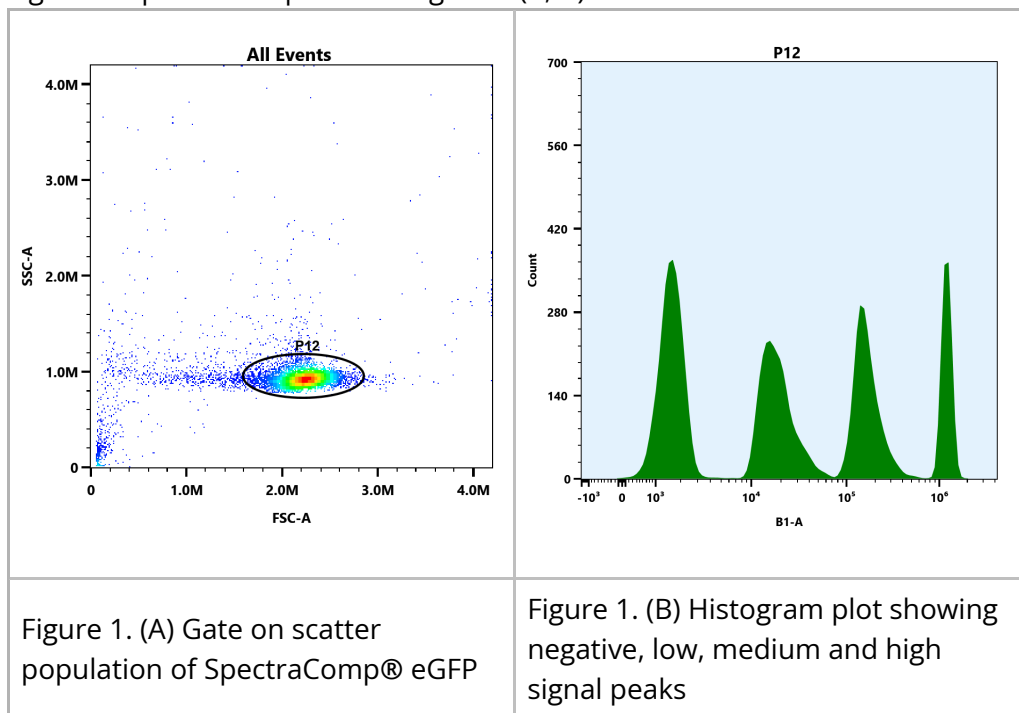 All Events
4.0M
3.0M
2.0M
1.0M
0
SSC-A
P12
0
1.0M
2.0M
3.0M
4.0M
FSC-A
P12
700
560
420
280
140
0
Count
-10³
0
10³
10⁴
10⁵
10⁶
B1-A
Figure 1. (A) Gate on scatter
population of SpectraComp® eGFP
Figure 1. (B) Histogram plot showing
negative, low, medium and high
signal peaks